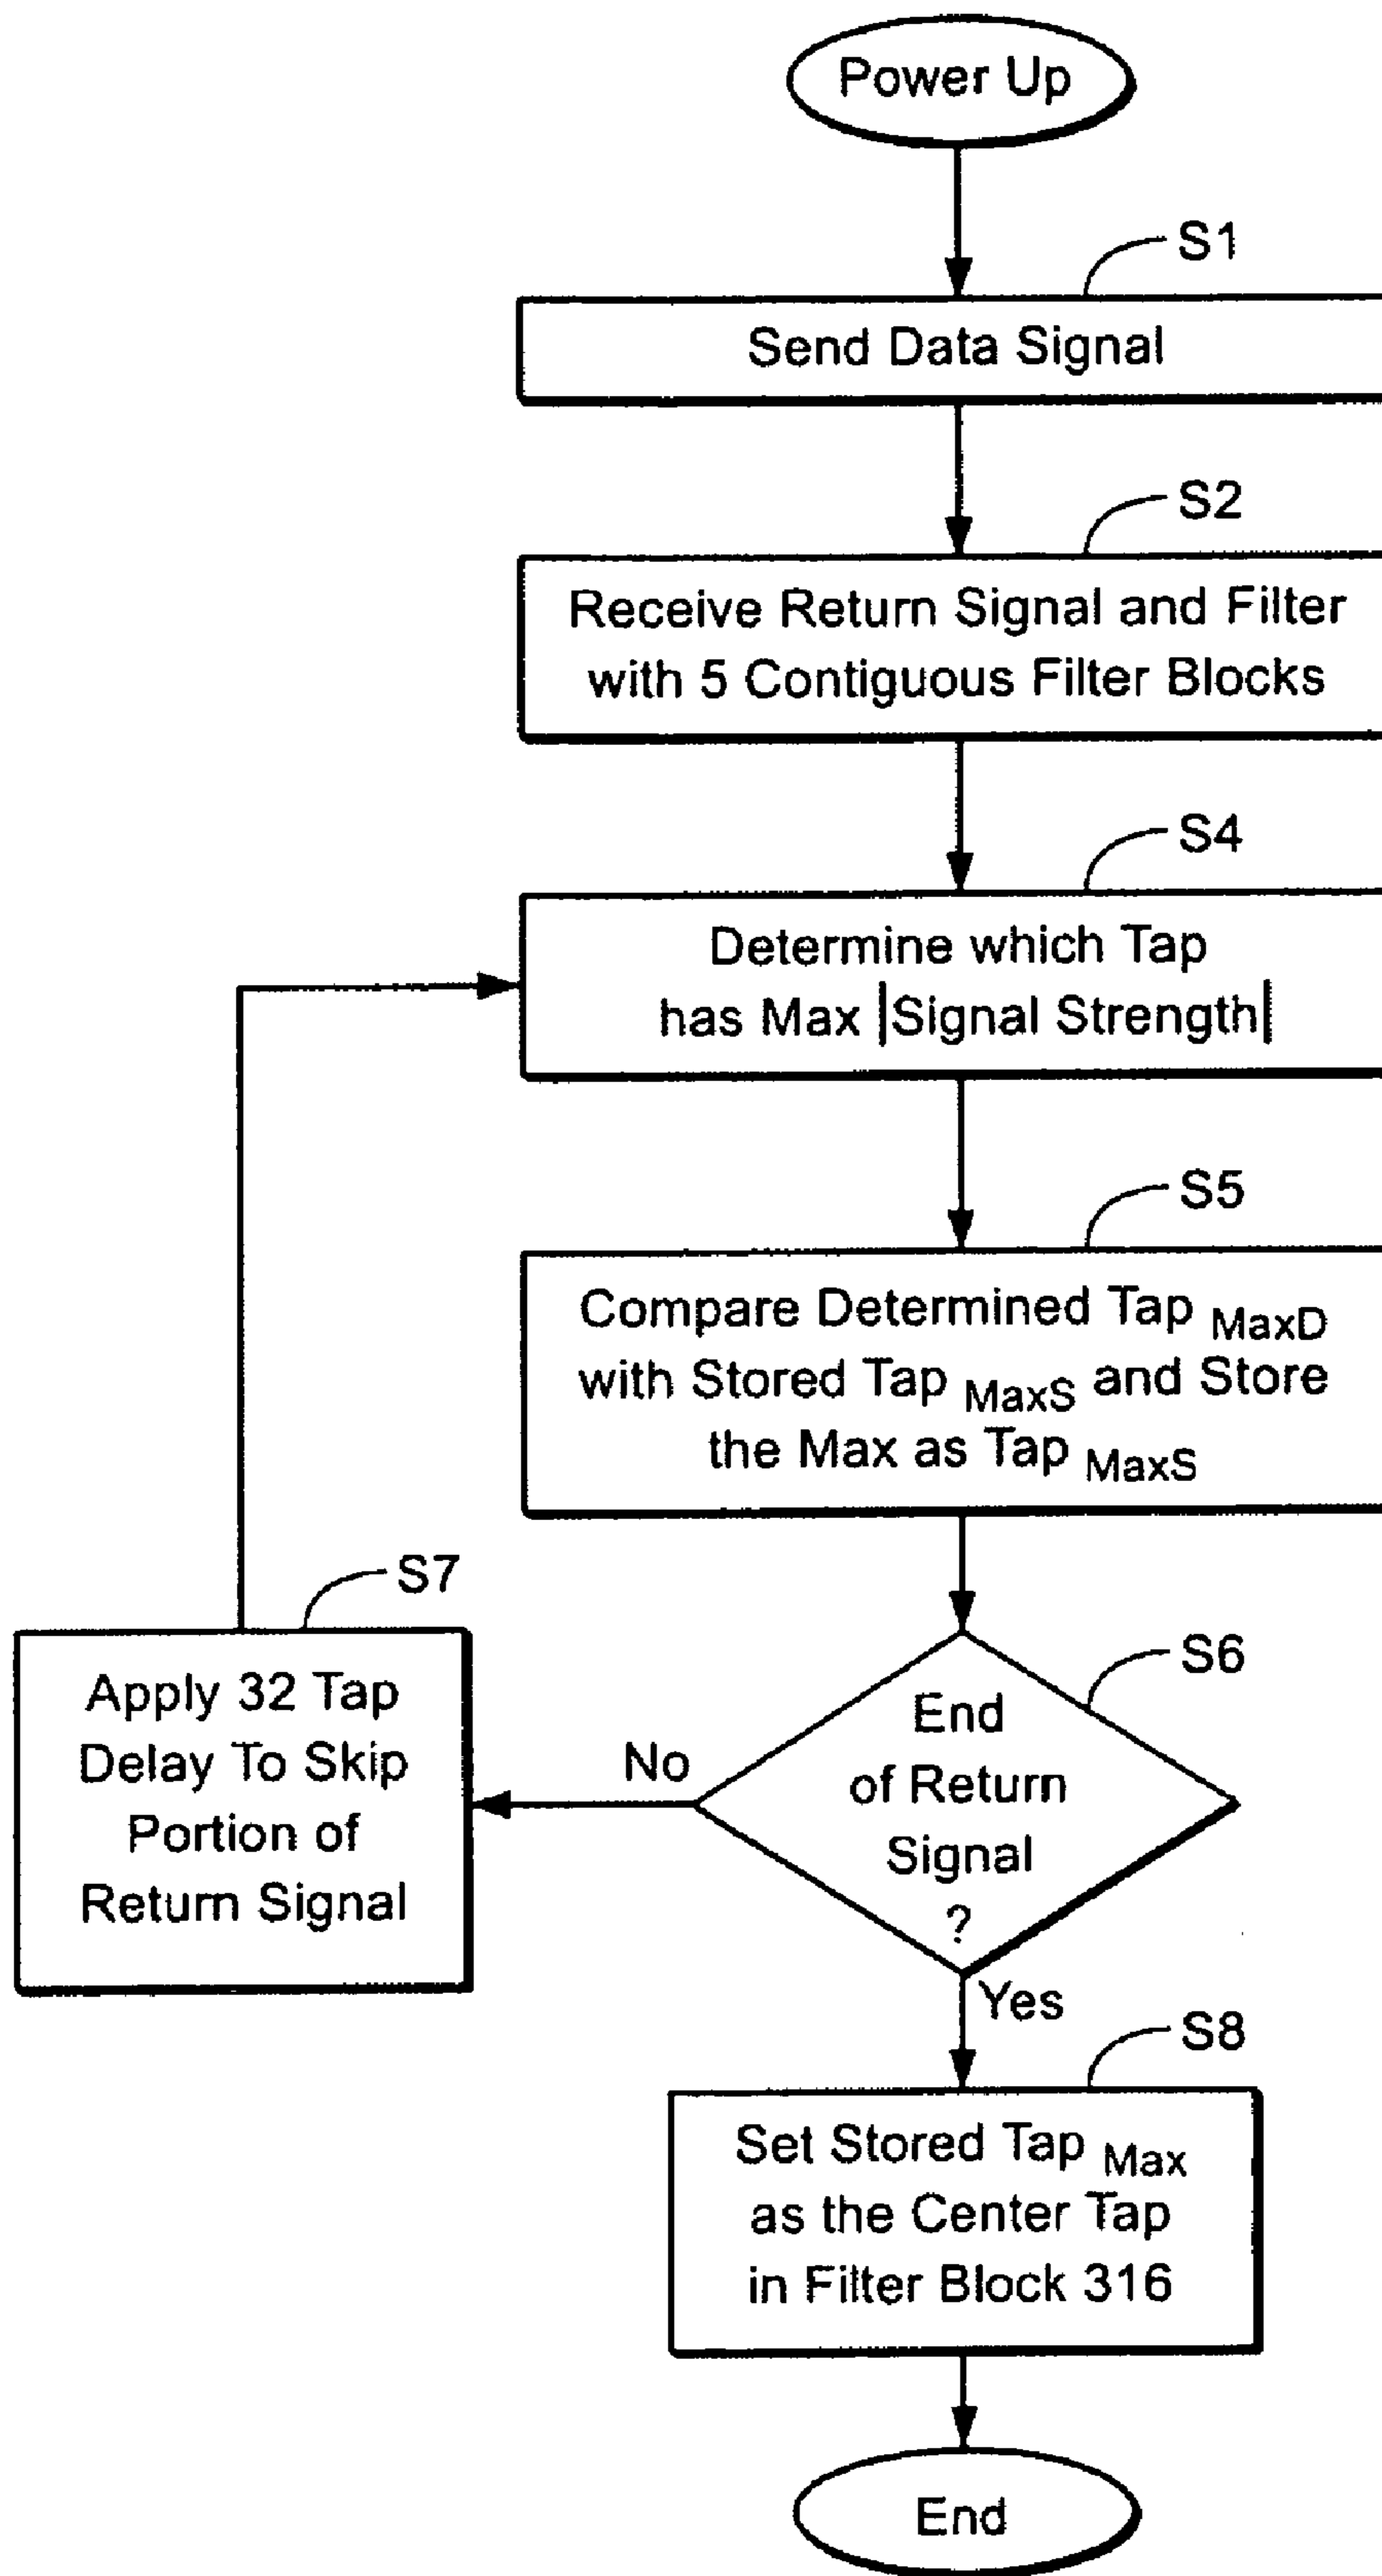 Power Up
S1
Send Data Signal
S2
Receive Return Signal and Filter
with 5 Contiguous Filter Blocks
S4
Determine which Tap
has Max |Signal Strength|
S5
Compare Determined Tap MaxD
with Stored Tap MaxS and Store
the Max as Tap MaxS
S7
Apply 32 Tap
Delay To Skip
Portion of
Return Signal
No
S6
End
of Return
Signal
?
Yes
S8
Set Stored Tap Max
as the Center Tap
in Filter Block 316
End